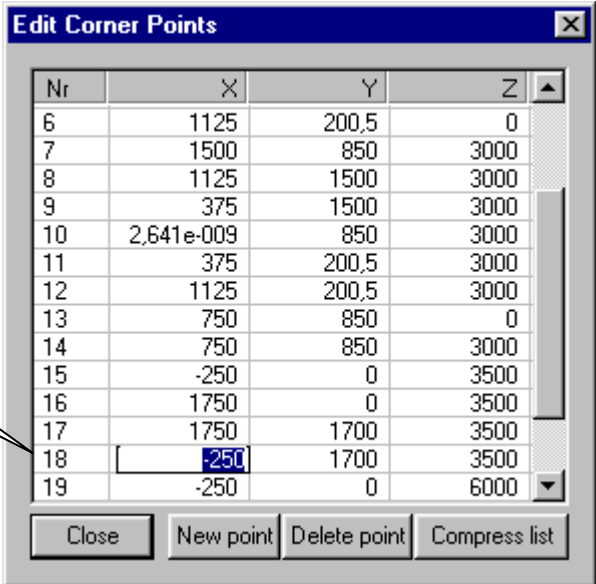 Edit Corner Points
Nr X Y Z
6 1125 200,5 0
7 1500 850 3000
8 1125 1500 3000
9 375 1500 3000
10 2,641e-009 850 3000
11 375 200,5 3000
12 1125 200,5 3000
13 750 850 0
14 750 850 3000
15 -250 0 3500
16 1750 0 3500
17 1750 1700 3500
18 -250 1700 3500
19 -250 0 6000
Close New point Delete point Compress list